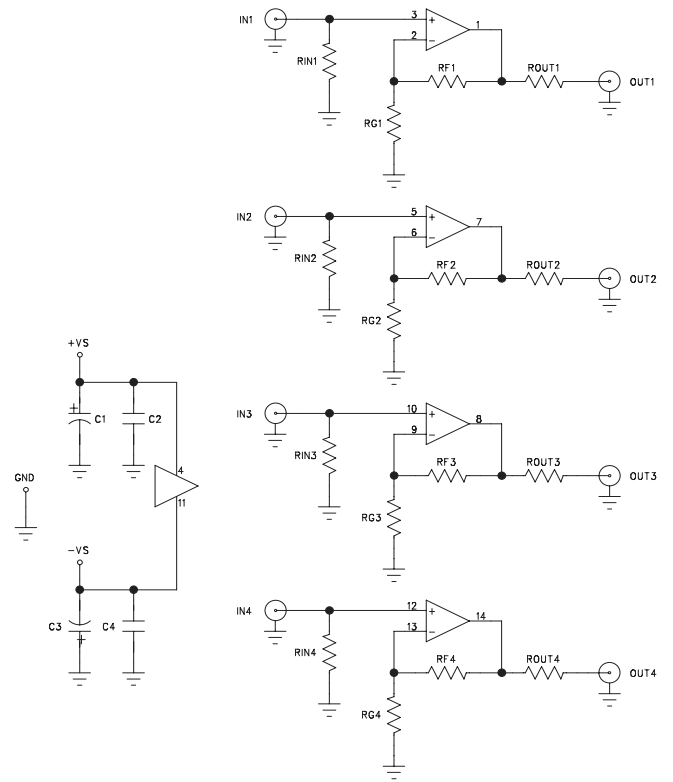 IN1
3
+
2
−
1
RIN1
RF1
ROUT1
OUT1
RG1
IN2
5
+
6
−
7
RIN2
RF2
ROUT2
OUT2
RG2
+VS
+
C1
C2
4
11
GND
−VS
C3
+
C4
IN3
10
+
9
−
8
RIN3
RF3
ROUT3
OUT3
RG3
IN4
12
+
13
−
14
RIN4
RF4
ROUT4
OUT4
RG4